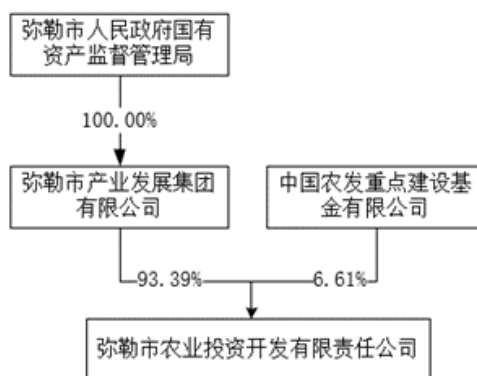 弥勒市人民政府国有
资产监督管理局
100.00%
弥勒市产业发展集团
有限公司
中国农发重点建设基
金有限公司
93.39%
6.61%
弥勒市农业投资开发有限责任公司